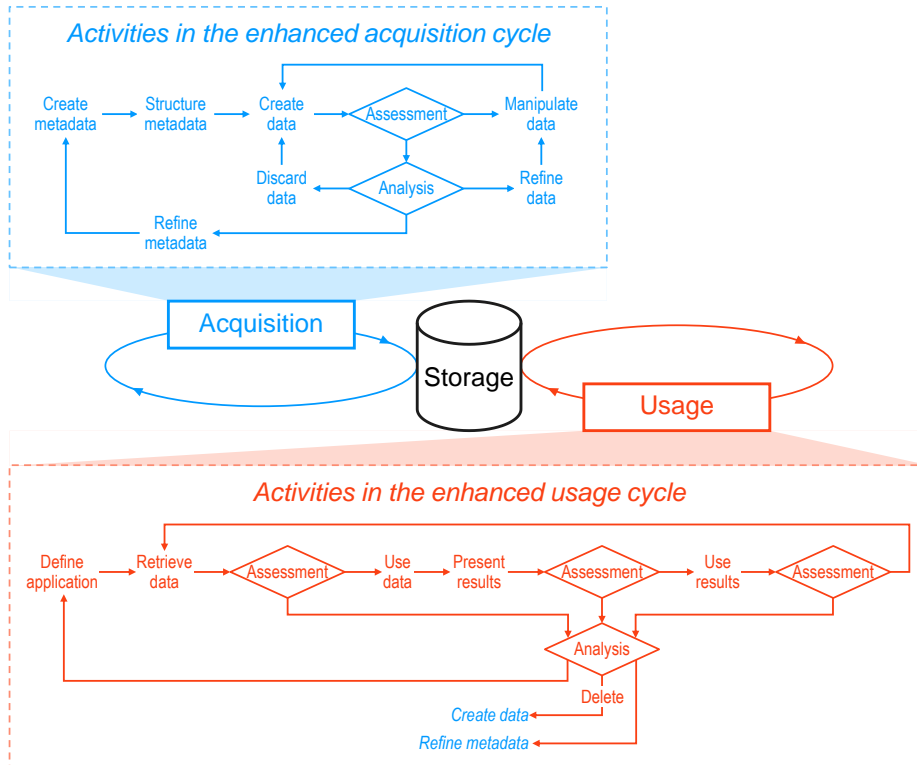 Activities in the enhanced acquisition cycle
Create
metadata
Structure
metadata
Create
data
Assessment
Manipulate
data
Discard
data
Analysis
Refine
data
Refine
metadata
Acquisition
Storage
Usage
Activities in the enhanced usage cycle
Define
application
Retrieve
data
Assessment
Use
data
Present
results
Assessment
Use
results
Assessment
Analysis
Delete
Create data
Refine metadata